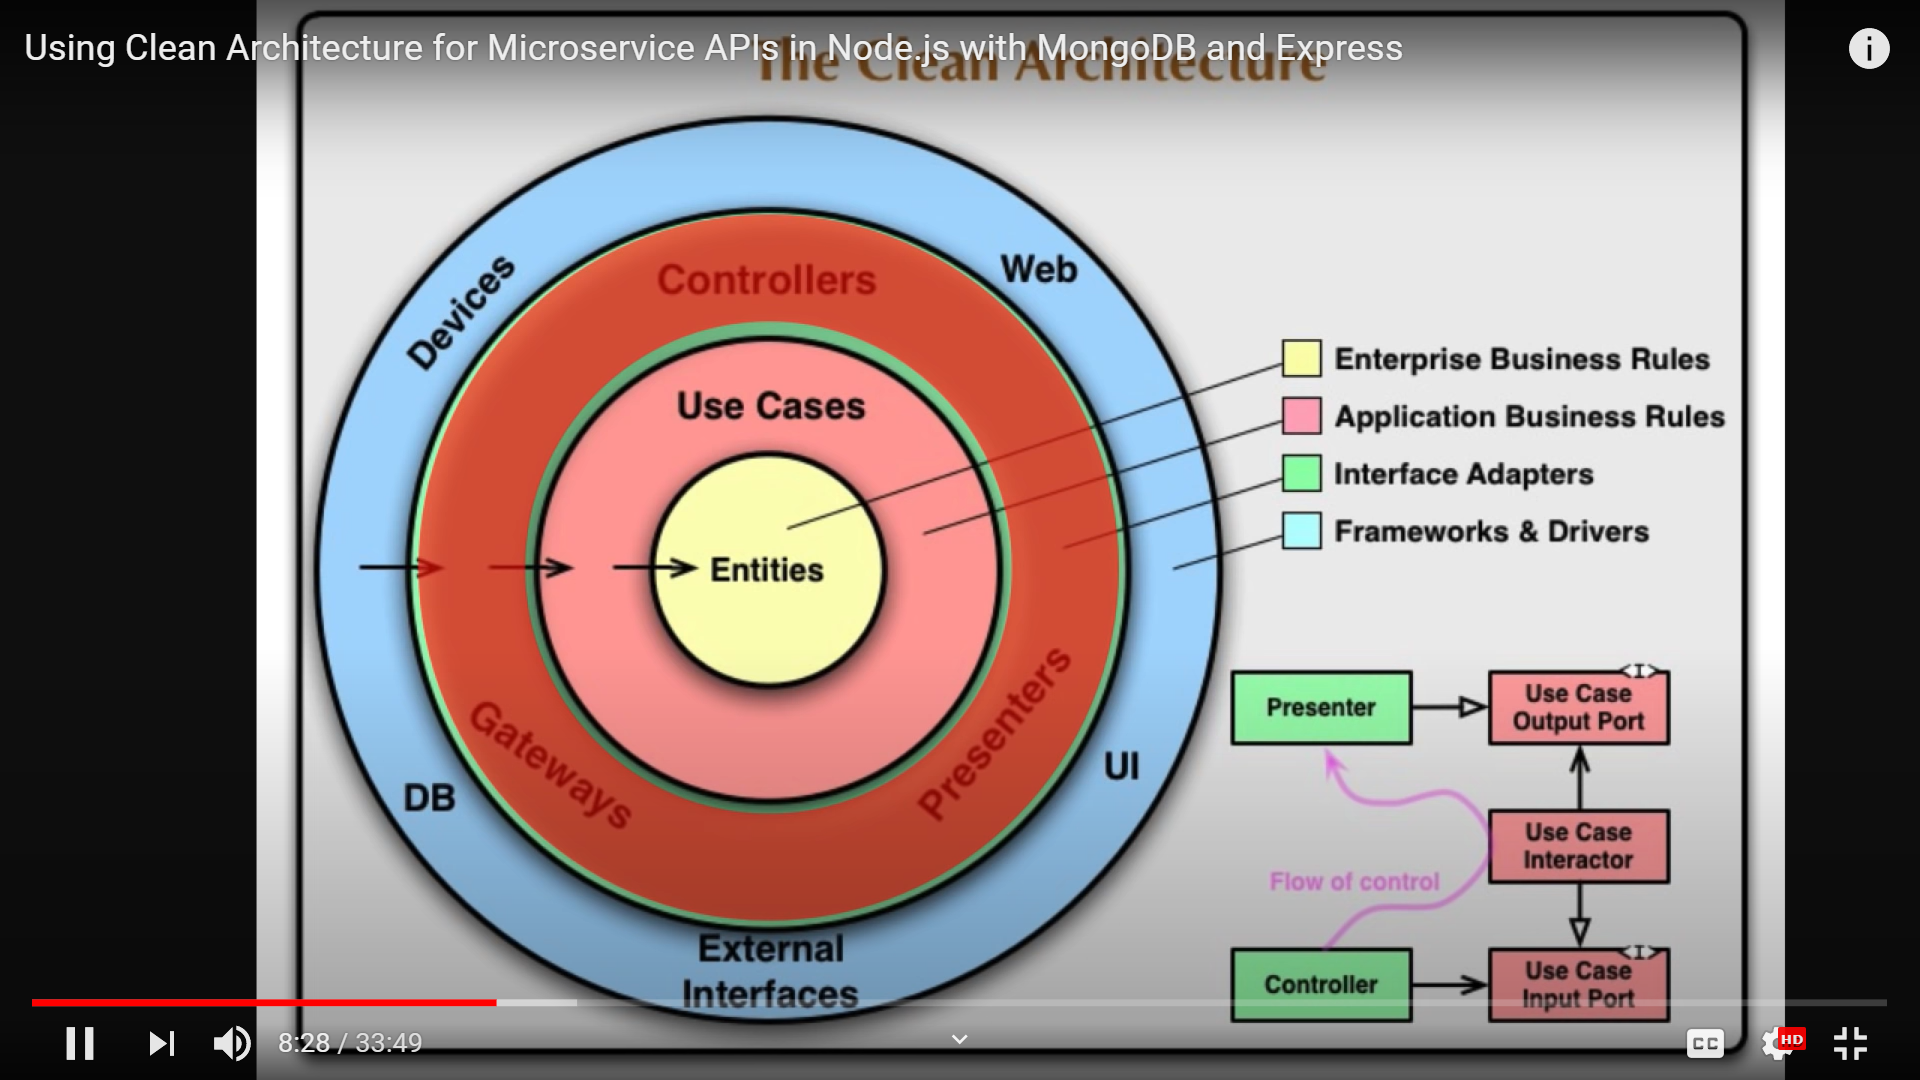 Using Clean Architecture for Microservice APIs in Node.js with MongoDB and Express
The Clean Architecture
Devices
Web
Controllers
Use Cases
Entities
Gateways
Presenters
DB
UI
External
Interfaces
Enterprise Business Rules
Application Business Rules
Interface Adapters
Frameworks & Drivers
Presenter
<I>
Use Case
Output Port
Use Case
Interactor
Flow of control
Controller
<I>
Use Case
Input Port
8:28 / 33:49
CC
HD